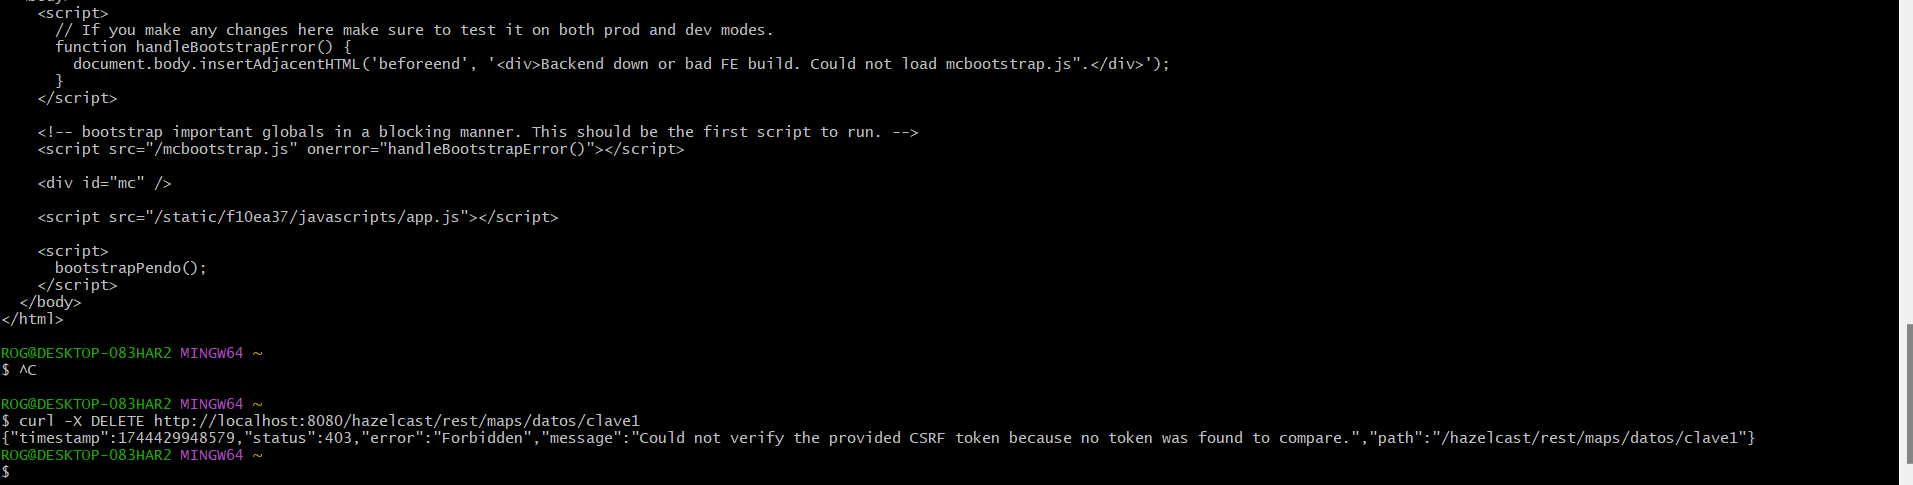 <body>
    <script>
      // If you make any changes here make sure to test it on both prod and dev modes.
      function handleBootstrapError() {
        document.body.insertAdjacentHTML('beforeend', '<div>Backend down or bad FE build. Could not load mcbootstrap.js".</div>');
      }
    </script>

    <!-- bootstrap important globals in a blocking manner. This should be the first script to run. -->
    <script src="/mcbootstrap.js" onerror="handleBootstrapError()"></script>

    <div id="mc" />

    <script src="/static/f10ea37/javascripts/app.js"></script>

    <script>
      bootstrapPendo();
    </script>
  </body>
</html>

ROG@DESKTOP-O83HAR2 MINGW64 ~
$ ^C

ROG@DESKTOP-O83HAR2 MINGW64 ~
$ curl -X DELETE http://localhost:8080/hazelcast/rest/maps/datos/clave1
{"timestamp":1744429948579,"status":403,"error":"Forbidden","message":"Could not verify the provided CSRF token because no token was found to compare.","path":"/hazelcast/rest/maps/datos/clave1"}
ROG@DESKTOP-O83HAR2 MINGW64 ~
$